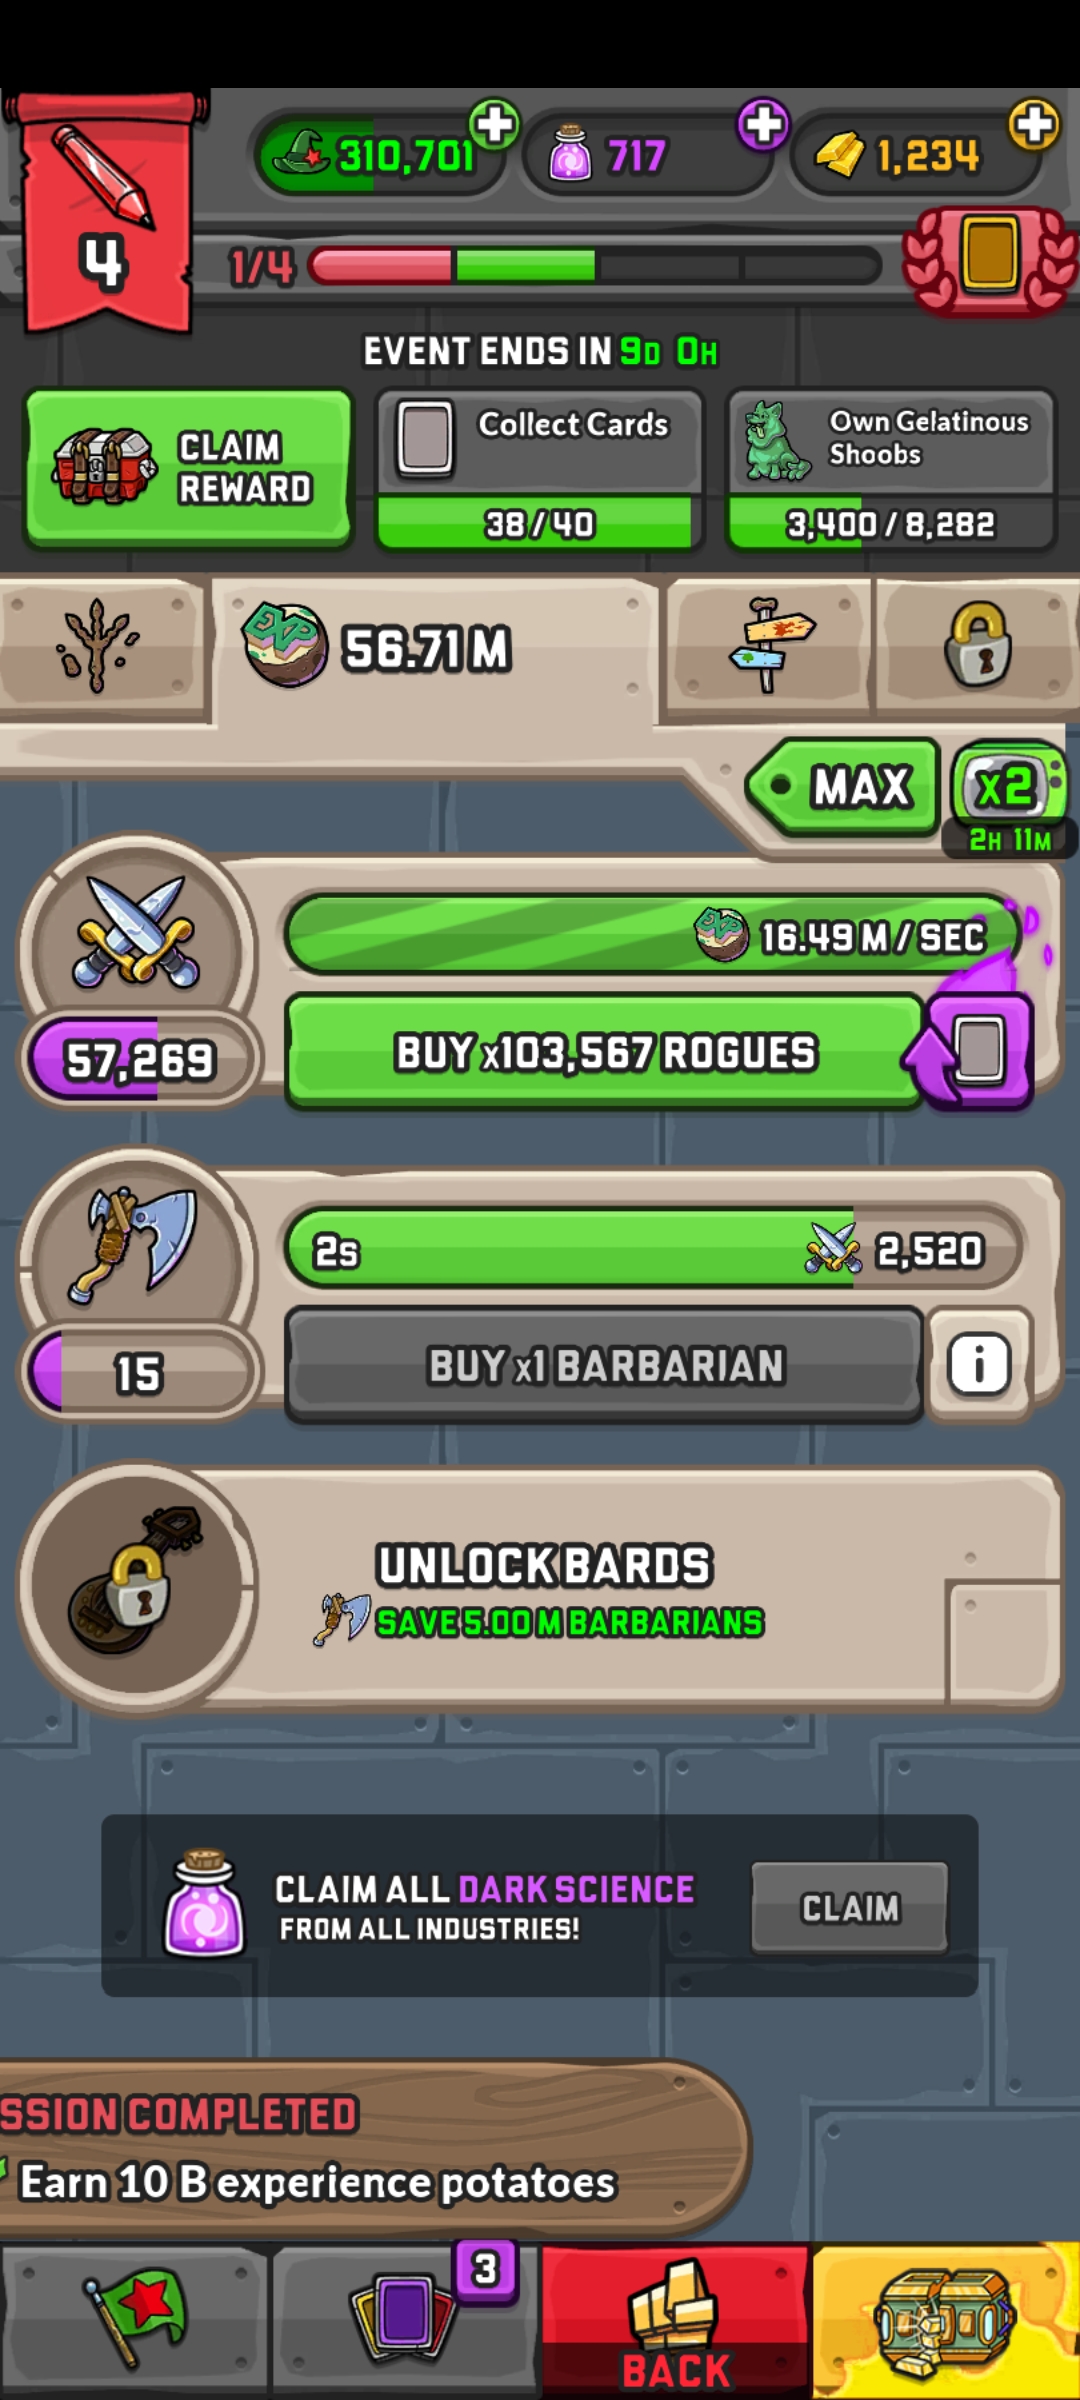 310,701
717
1,234
4
1/4
EVENT ENDS IN 9D 0H
CLAIM
REWARD
Collect Cards
38/40
Own Gelatinous
Shoobs
3,400/8,282
EXP
56.71 M
MAX
x2
2H 11M
EXP
16.49 M / SEC
57,269
BUY x103,567 ROGUES
2S
2,520
15
BUY x1 BARBARIAN
i
UNLOCK BARDS
SAVE 5.00 M BARBARIANS
CLAIM ALL DARK SCIENCE
FROM ALL INDUSTRIES!
CLAIM
SSION COMPLETED
Earn 10 B experience potatoes
3
BACK